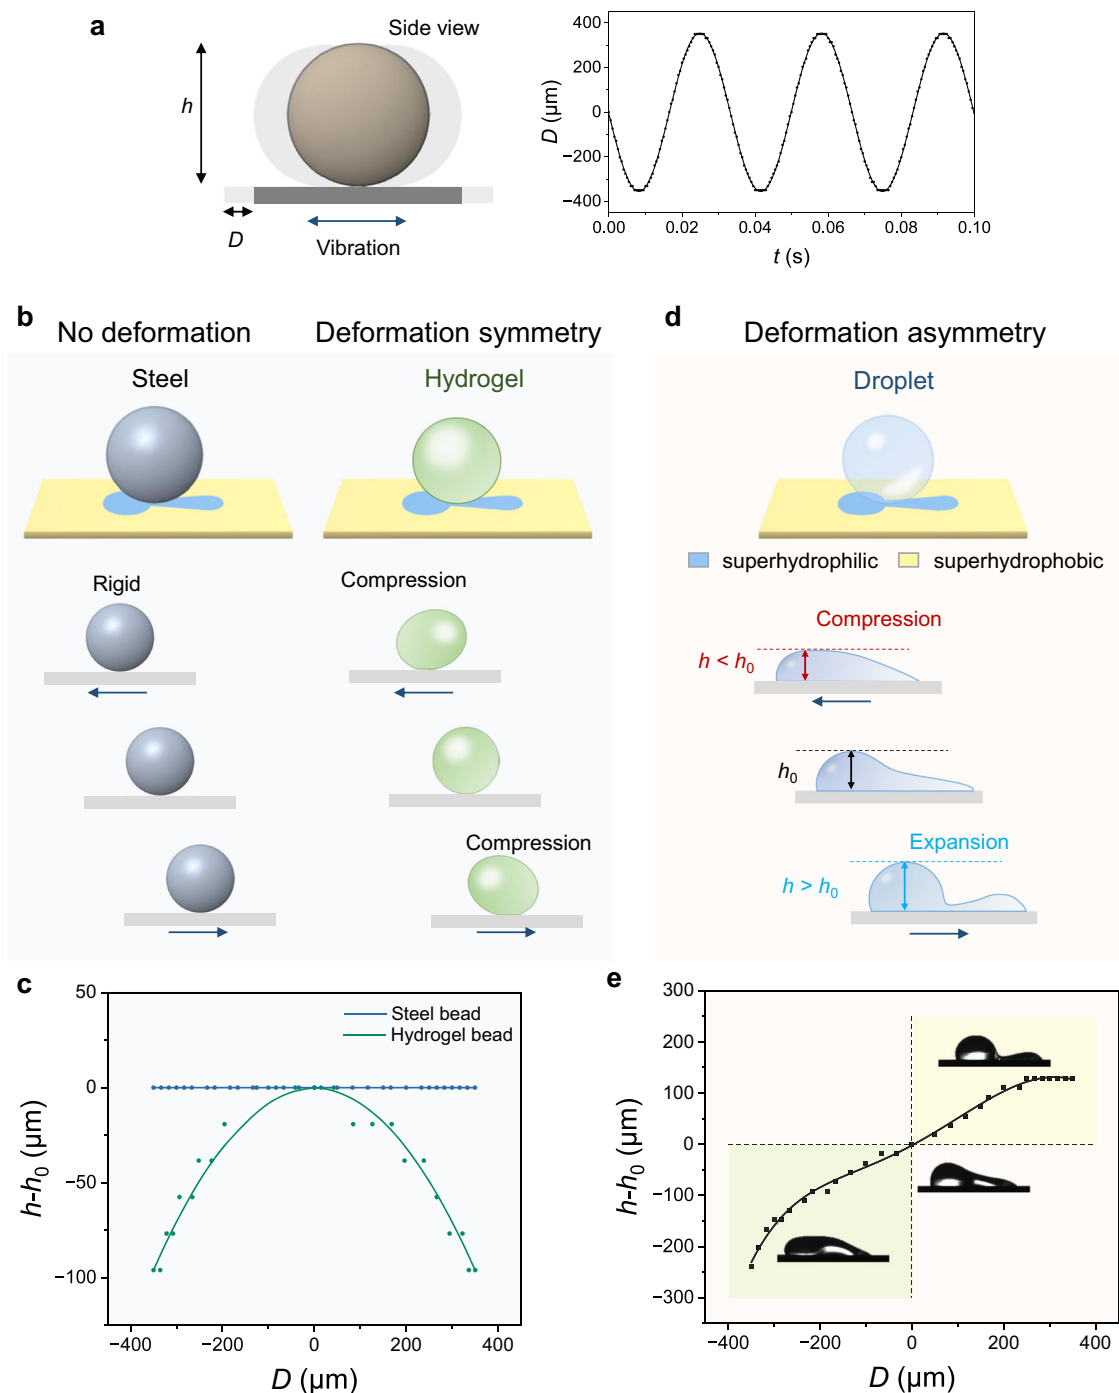 a
Side view
h
D
Vibration
400
200
0
−200
−400
D (μm)
0.00 0.02 0.04 0.06 0.08 0.10
t (s)
b
No deformation
Deformation symmetry
Steel
Hydrogel
Rigid
Compression
Compression
d
Deformation asymmetry
Droplet
superhydrophilic superhydrophobic
Compression
h < h0
h0
Expansion
h > h0
c
50
0
−50
−100
h-h0 (μm)
Steel bead
Hydrogel bead
−400 −200 0 200 400
D (μm)
e
300
200
100
0
−100
−200
−300
h-h0 (μm)
−400 −200 0 200 400
D (μm)